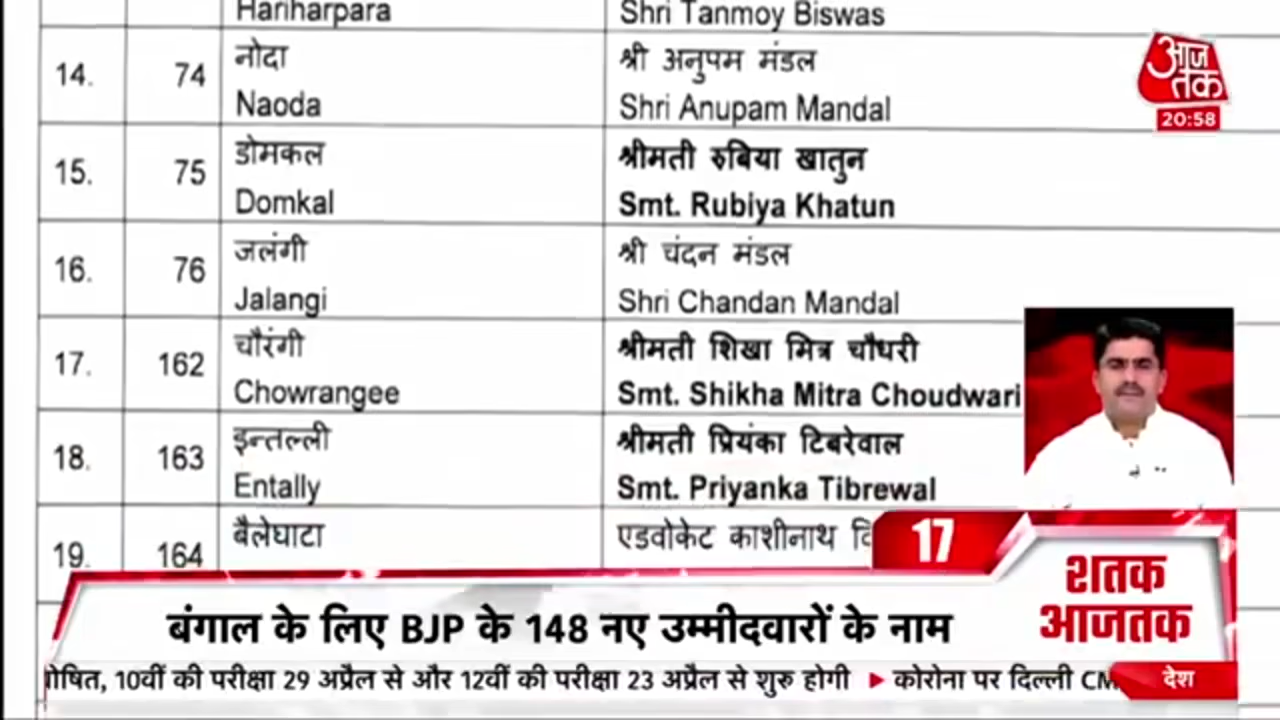 Hariharpara
Shri Tanmoy Biswas
14.
74
नोदा
Naoda
श्री अनुपम मंडल
Shri Anupam Mandal
15.
75
डोमकल
Domkal
श्रीमती रुबिया खातुन
Smt. Rubiya Khatun
16.
76
जलंगी
Jalangi
श्री चंदन मंडल
Shri Chandan Mandal
17.
162
चौरंगी
Chowrangee
श्रीमती शिखा मित्र चौधरी
Smt. Shikha Mitra Choudwari
18.
163
इन्तल्ली
Entally
श्रीमती प्रियंका टिबरेवाल
Smt. Priyanka Tibrewal
19.
164
बैलेघाटा
एडवोकेट काशीनाथ
आज
तक
20:58
17
शतक
आजतक
बंगाल के लिए BJP के 148 नए उम्मीदवारों के नाम
10वीं की परीक्षा 29 अप्रैल से और 12वीं की परीक्षा 23 अप्रैल से शुरु होगी ▶ कोरोना पर दिल्ली CM
देश